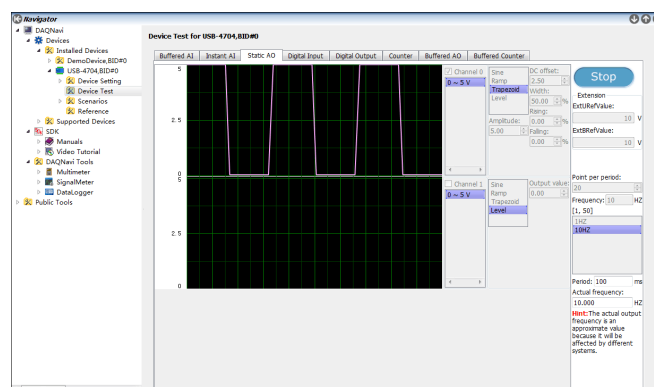 Navigator
DAQNavi
Devices
Installed Devices
DemoDevice,BID#0
USB-4704,BID#0
Device Setting
Device Test
Scenarios
Reference
Supported Devices
SDK
Manuals
Video Tutorial
DAQNavi Tools
Multimeter
SignalMeter
DataLogger
Public Tools
Device Test for USB-4704,BID#0
Buffered AI Instant AI Static AO Digital Input Digital Output Counter Buffered AO Buffered Counter
5
2.5
0
5
2.5
0
Channel 0
0 ~ 5 V
Sine
Ramp
Trapezoid
Level
Amplitude:
5.00
DC offset:
2.50
Width:
50.00 %
Rising:
0.00 %
Falling:
0.00 %
Channel 1
0 ~ 5 V
Sine
Ramp
Trapezoid
Level
Output value:
0.00
Stop
Extension
ExtURefValue:
10 V
ExtBRefValue:
10 V
Point per period:
20
Frequency: 10 HZ
[1, 50]
1HZ
10HZ
Period: 100 ms
Actual frequency:
10.000 HZ
Hint:The actual output
frequency is an
approximate value
because it will be
affected by different
systems.